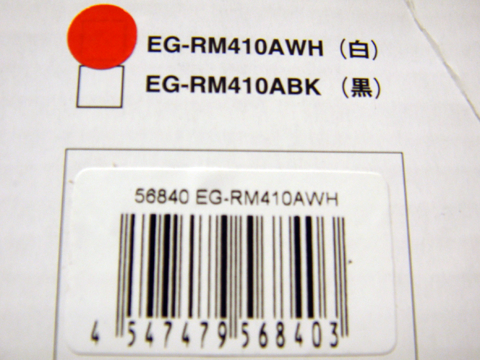 EG-RM410AWH（白）
EG-RM410ABK （黒）
56840 EG-RM410AWH
4 547479 568403